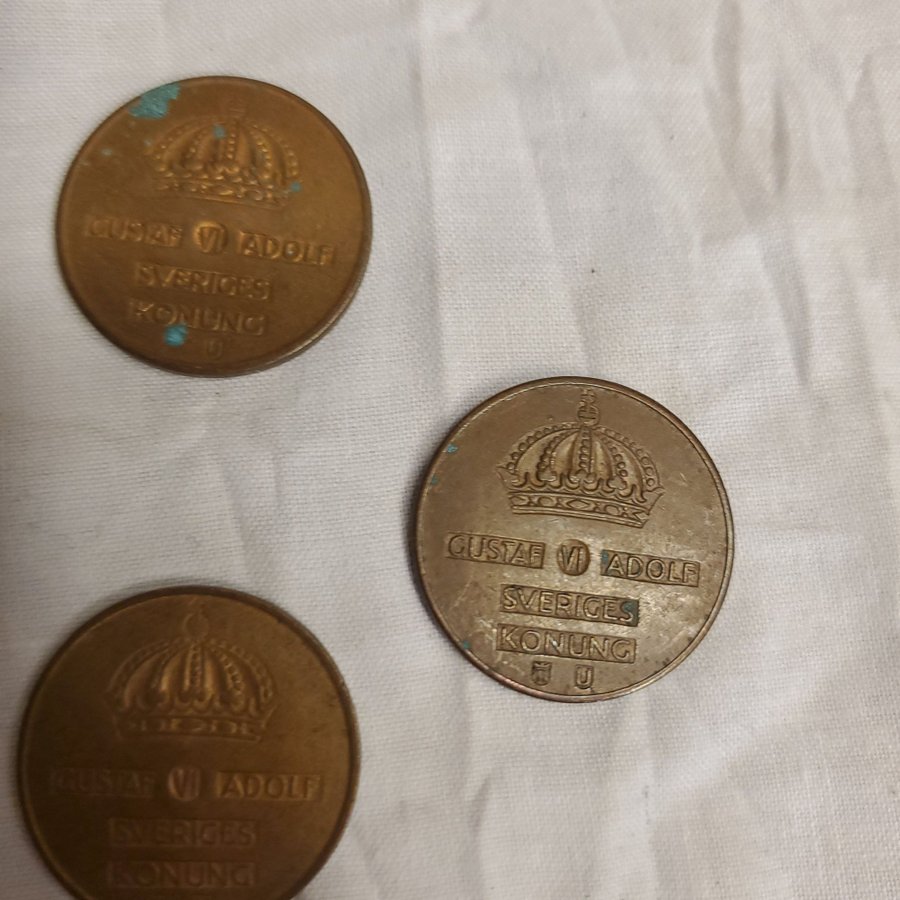 GUSTAF VI ADOLF
SVERIGES
KONUNG
U
GUSTAF VI ADOLF
SVERIGES
KONUNG
U
GUSTAF VI ADOLF
SVERIGES
KONUNG